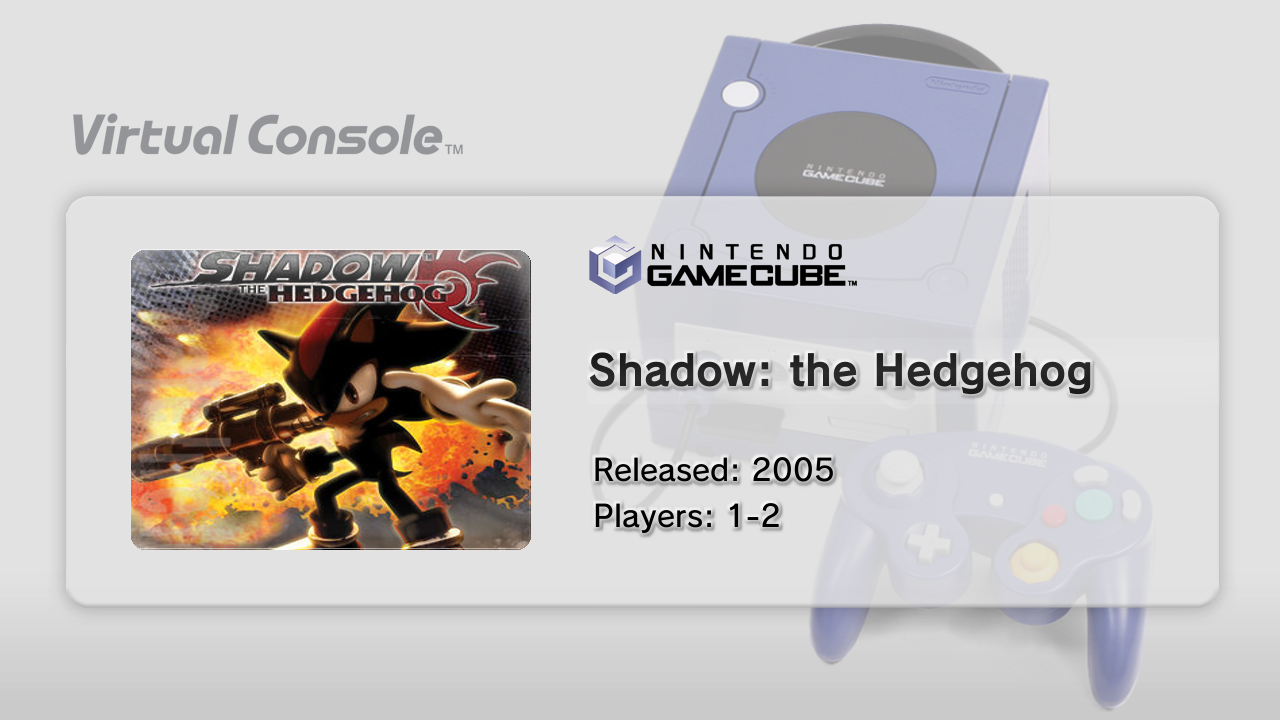 Nintendo
Virtual Console™
NINTENDO
GAMECUBE
SHADOW™
THE HEDGEHOG
NINTENDO
GAMECUBE™
Shadow: the Hedgehog
NINTENDO
GAMECUBE
Released: 2005
Players: 1-2